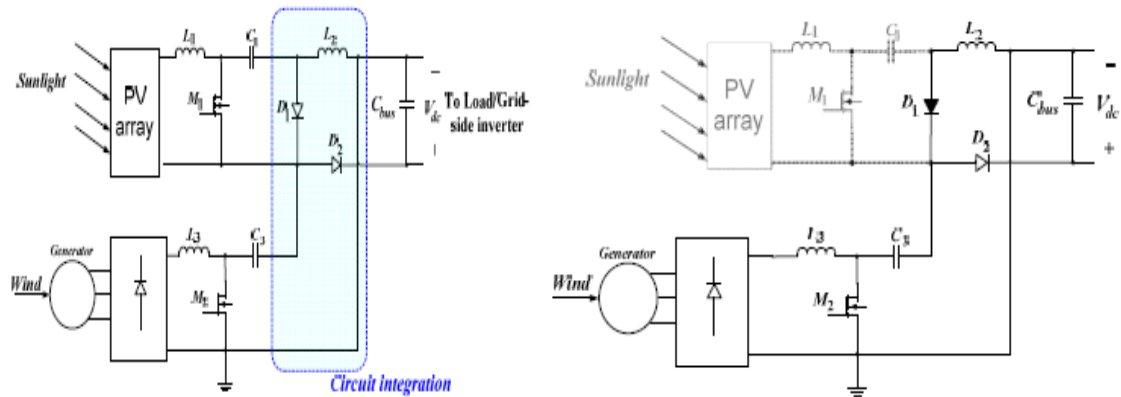 L1
C1
L2
Sunlight
PV
array
M1
D1
Cbus
Vdc
To Load/Grid-
side inverter
D2
L3
C3
Generator
Wind
M2
Circuit integration
L1
C1
L2
Sunlight
PV
array
M1
D1
Cbus
Vdc
-
+
D2
L3
Generator
Wind
M2